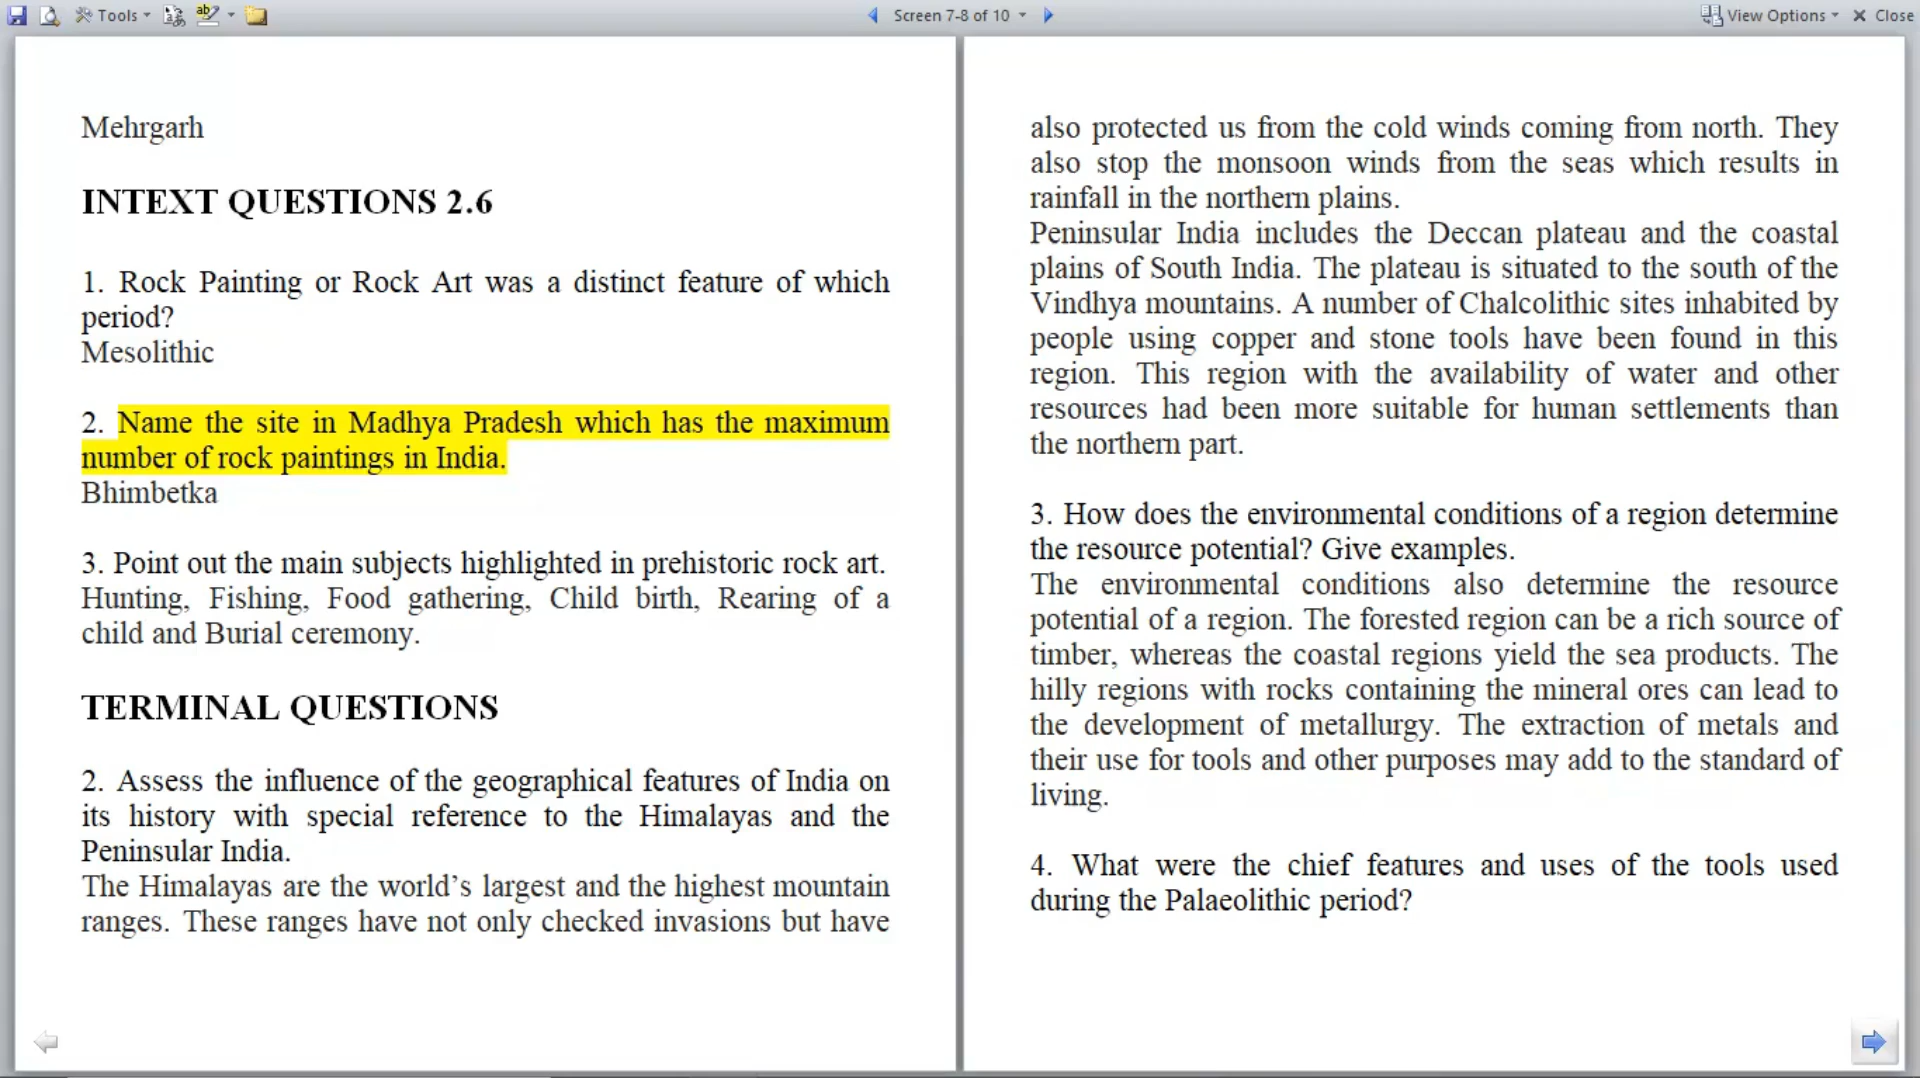 Tools
Screen 7-8 of 10
View Options
Close
Mehrgarh
INTEXT QUESTIONS 2.6
1. Rock Painting or Rock Art was a distinct feature of which
period?
Mesolithic
2. Name the site in Madhya Pradesh which has the maximum
number of rock paintings in India.
Bhimbetka
3. Point out the main subjects highlighted in prehistoric rock art.
Hunting, Fishing, Food gathering, Child birth, Rearing of a
child and Burial ceremony.
TERMINAL QUESTIONS
2. Assess the influence of the geographical features of India on
its history with special reference to the Himalayas and the
Peninsular India.
The Himalayas are the world’s largest and the highest mountain
ranges. These ranges have not only checked invasions but have
also protected us from the cold winds coming from north. They
also stop the monsoon winds from the seas which results in
rainfall in the northern plains.
Peninsular India includes the Deccan plateau and the coastal
plains of South India. The plateau is situated to the south of the
Vindhya mountains. A number of Chalcolithic sites inhabited by
people using copper and stone tools have been found in this
region. This region with the availability of water and other
resources had been more suitable for human settlements than
the northern part.
3. How does the environmental conditions of a region determine
the resource potential? Give examples.
The environmental conditions also determine the resource
potential of a region. The forested region can be a rich source of
timber, whereas the coastal regions yield the sea products. The
hilly regions with rocks containing the mineral ores can lead to
the development of metallurgy. The extraction of metals and
their use for tools and other purposes may add to the standard of
living.
4. What were the chief features and uses of the tools used
during the Palaeolithic period?